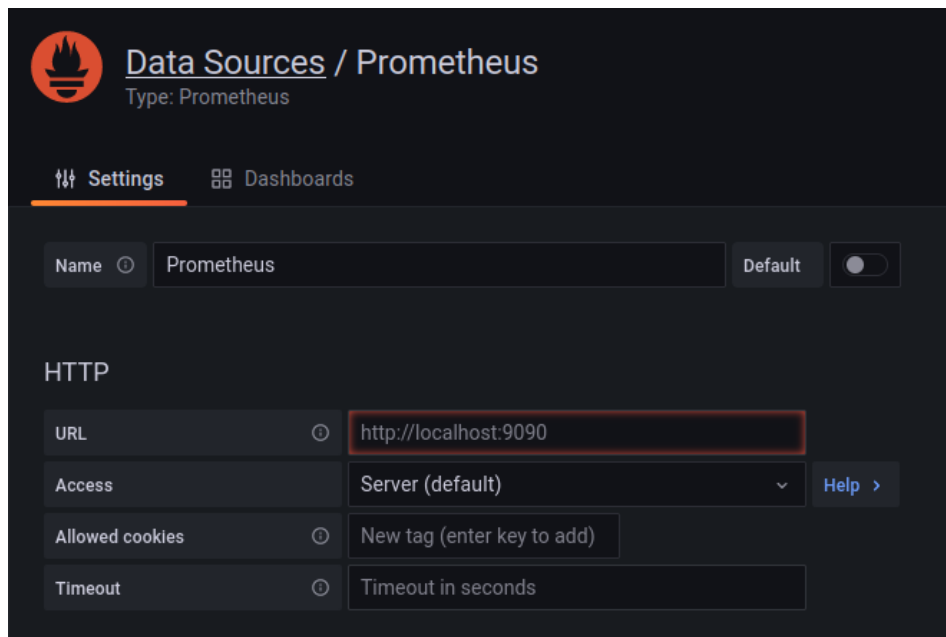 Data Sources / Prometheus
Type: Prometheus
Settings Dashboards
Name Prometheus Default
HTTP
URL http://localhost:9090
Access Server (default) Help >
Allowed cookies New tag (enter key to add)
Timeout Timeout in seconds